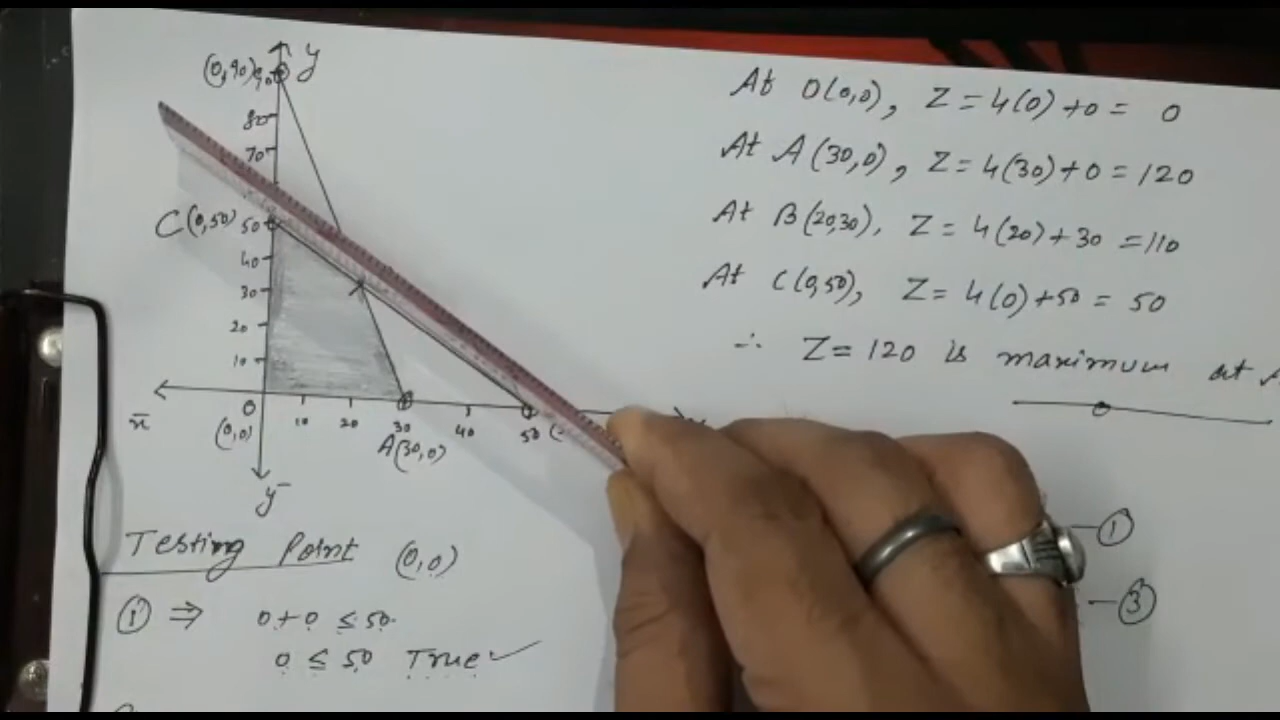 (0,90) 90 y
80
70
C(0,50) 50
40
30
20
10
x̄ O 10 20 30 40 50
(0,0) A(30,0)
ȳ
At O(0,0), Z = 4(0) + 0 = 0
At A(30,0), Z = 4(30) + 0 = 120
At B(20,30), Z = 4(20) + 30 = 110
At C(0,50), Z = 4(0) + 50 = 50
∴ Z = 120 is maximum at
Testing Point (0,0)
① ⇒ 0 + 0 ≤ 50.
0 ≤ 50 True ✓
— ①
— ③